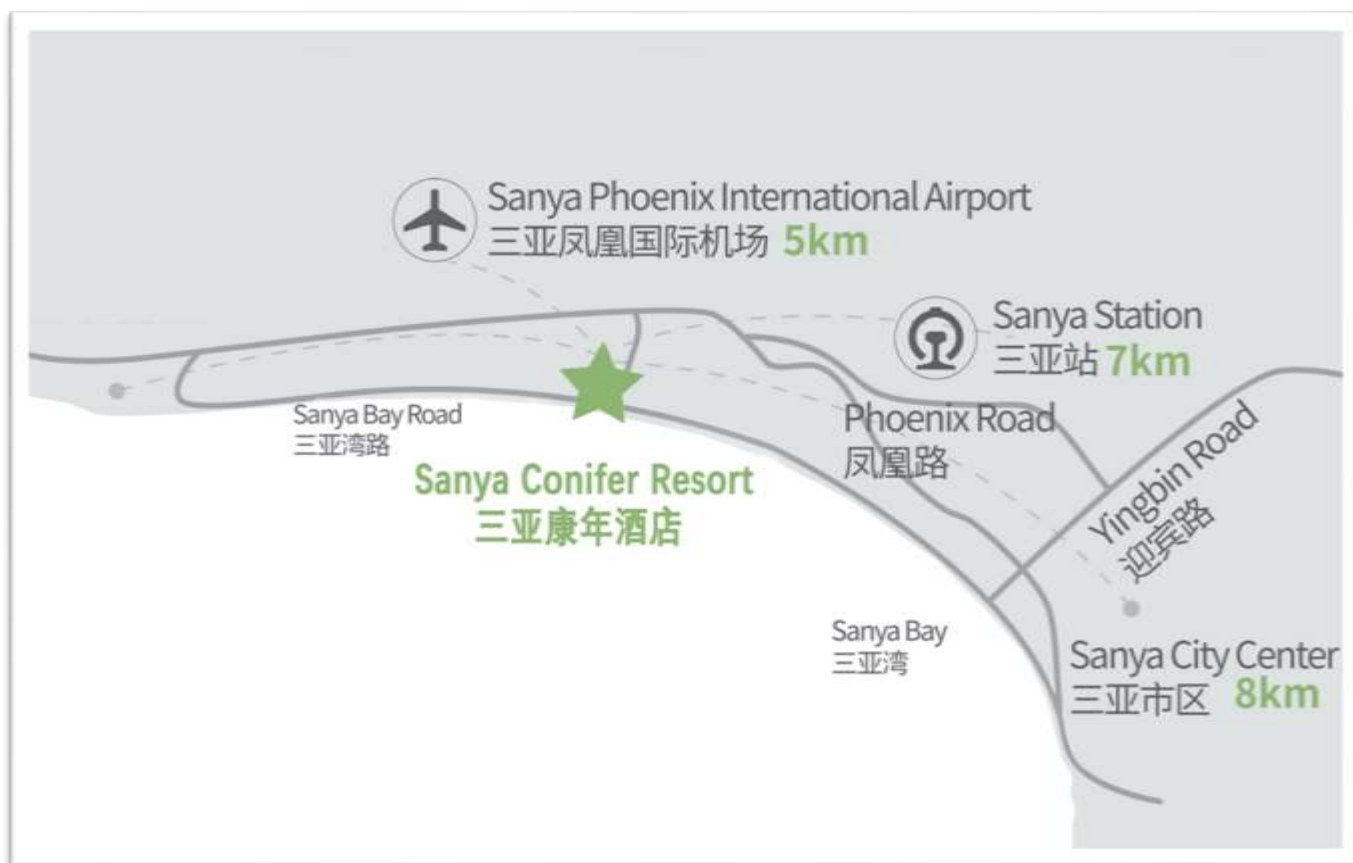 Sanya Phoenix International Airport
三亚凤凰国际机场 5km
Sanya Station
三亚站 7km
Sanya Bay Road
三亚湾路
Phoenix Road
凤凰路
Yingbin Road
迎宾路
Sanya Conifer Resort
三亚康年酒店
Sanya Bay
三亚湾
Sanya City Center
三亚市区 8km